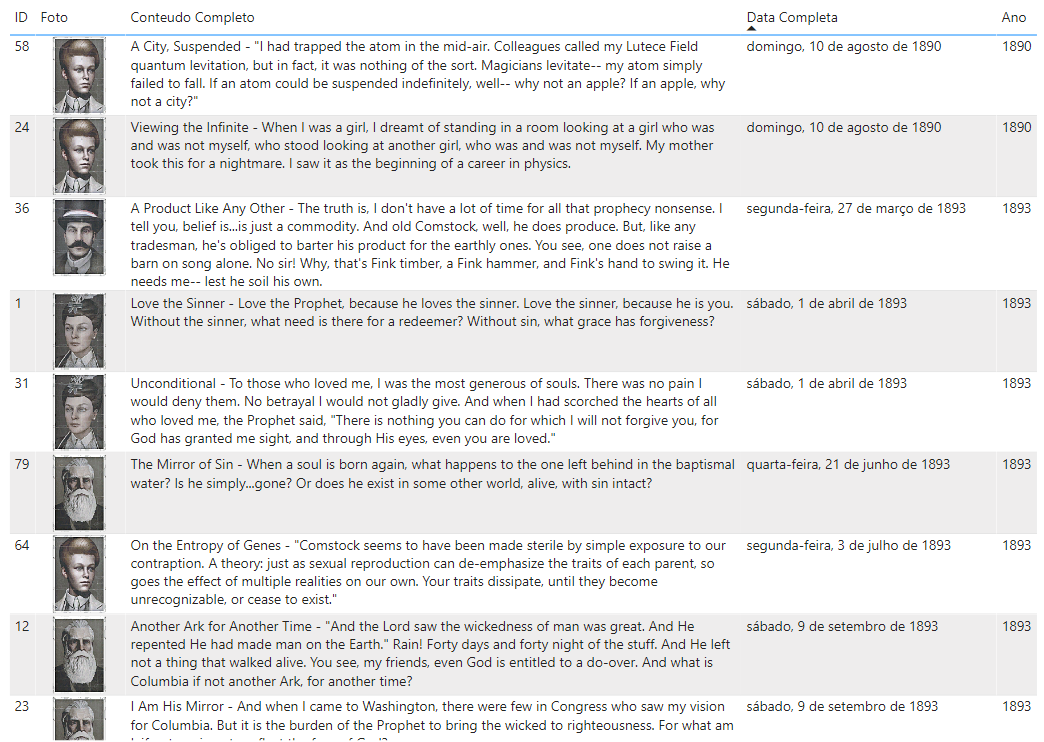 ID Foto Conteudo Completo Data Completa Ano
58 A City, Suspended - "I had trapped the atom in the mid-air. Colleagues called my Lutece Field domingo, 10 de agosto de 1890 1890
quantum levitation, but in fact, it was nothing of the sort. Magicians levitate-- my atom simply
failed to fall. If an atom could be suspended indefinitely, well-- why not an apple? If an apple, why
not a city?"
24 Viewing the Infinite - When I was a girl, I dreamt of standing in a room looking at a girl who was domingo, 10 de agosto de 1890 1890
and was not myself, who stood looking at another girl, who was and was not myself. My mother
took this for a nightmare. I saw it as the beginning of a career in physics.
36 A Product Like Any Other - The truth is, I don't have a lot of time for all that prophecy nonsense. I segunda-feira, 27 de março de 1893 1893
tell you, belief is...is just a commodity. And old Comstock, well, he does produce. But, like any
tradesman, he's obliged to barter his product for the earthly ones. You see, one does not raise a
barn on song alone. No sir! Why, that's Fink timber, a Fink hammer, and Fink's hand to swing it. He
needs me-- lest he soil his own.
1 Love the Sinner - Love the Prophet, because he loves the sinner. Love the sinner, because he is you. sábado, 1 de abril de 1893 1893
Without the sinner, what need is there for a redeemer? Without sin, what grace has forgiveness?
31 Unconditional - To those who loved me, I was the most generous of souls. There was no pain I sábado, 1 de abril de 1893 1893
would deny them. No betrayal I would not gladly give. And when I had scorched the hearts of all
who loved me, the Prophet said, "There is nothing you can do for which I will not forgive you, for
God has granted me sight, and through His eyes, even you are loved."
79 The Mirror of Sin - When a soul is born again, what happens to the one left behind in the baptismal quarta-feira, 21 de junho de 1893 1893
water? Is he simply...gone? Or does he exist in some other world, alive, with sin intact?
64 On the Entropy of Genes - "Comstock seems to have been made sterile by simple exposure to our segunda-feira, 3 de julho de 1893 1893
contraption. A theory: just as sexual reproduction can de-emphasize the traits of each parent, so
goes the effect of multiple realities on our own. Your traits dissipate, until they become
unrecognizable, or cease to exist."
12 Another Ark for Another Time - "And the Lord saw the wickedness of man was great. And He sábado, 9 de setembro de 1893 1893
repented He had made man on the Earth." Rain! Forty days and forty night of the stuff. And He left
not a thing that walked alive. You see, my friends, even God is entitled to a do-over. And what is
Columbia if not another Ark, for another time?
23 I Am His Mirror - And when I came to Washington, there were few in Congress who saw my vision sábado, 9 de setembro de 1893 1893
for Columbia. But it is the burden of the Prophet to bring the wicked to righteousness. For what am